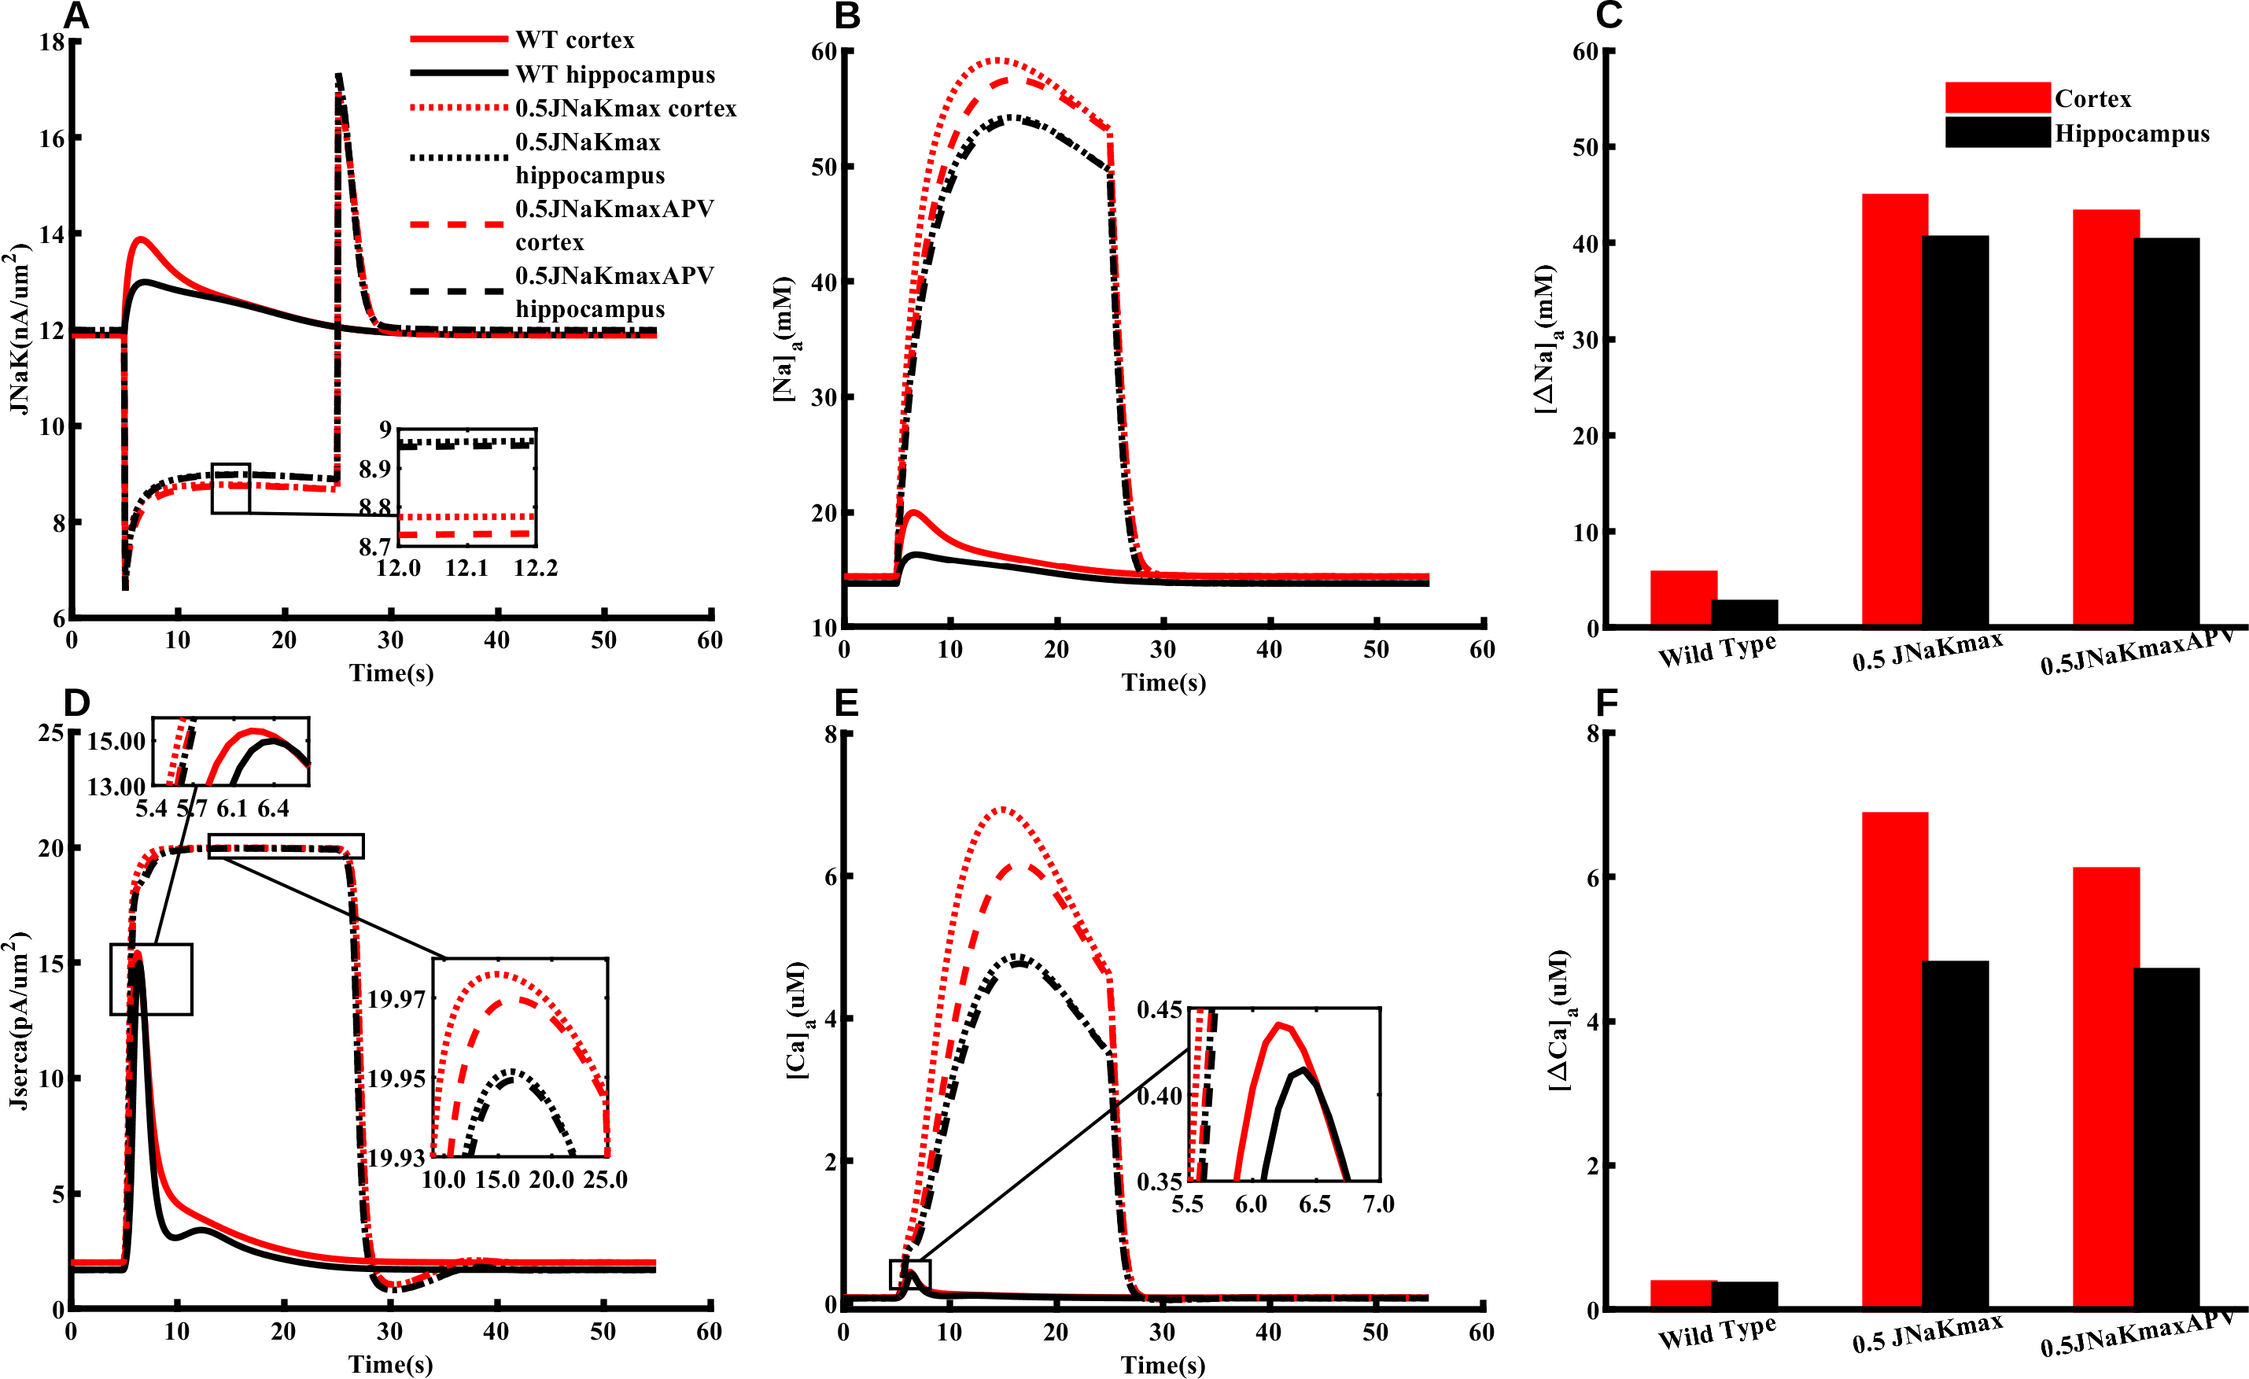 A
18
16
14
12
10
8
6
0
10
20
30
40
50
60
JNaK(nA/um2)
Time(s)
WT cortex
WT hippocampus
0.5JNaKmax cortex
0.5JNaKmax
hippocampus
0.5JNaKmaxAPV
cortex
0.5JNaKmaxAPV
hippocampus
9
8.9
8.8
8.7
12.0
12.1
12.2
B
60
50
40
30
20
10
0
10
20
30
40
50
60
[Na]a(mM)
Time(s)
C
60
50
40
30
20
10
0
[ΔNa]a(mM)
Cortex
Hippocampus
Wild Type
0.5 JNaKmax
0.5JNaKmaxAPV
D
25
20
15
10
5
0
0
10
20
30
40
50
60
Jserca(pA/um2)
Time(s)
15.00
13.00
5.4
5.7
6.1
6.4
19.97
19.95
19.93
10.0
15.0
20.0
25.0
E
8
6
4
2
0
0
10
20
30
40
50
60
[Ca]a(uM)
Time(s)
0.45
0.40
0.35
5.5
6.0
6.5
7.0
F
8
6
4
2
0
[ΔCa]a(uM)
Wild Type
0.5 JNaKmax
0.5JNaKmaxAPV